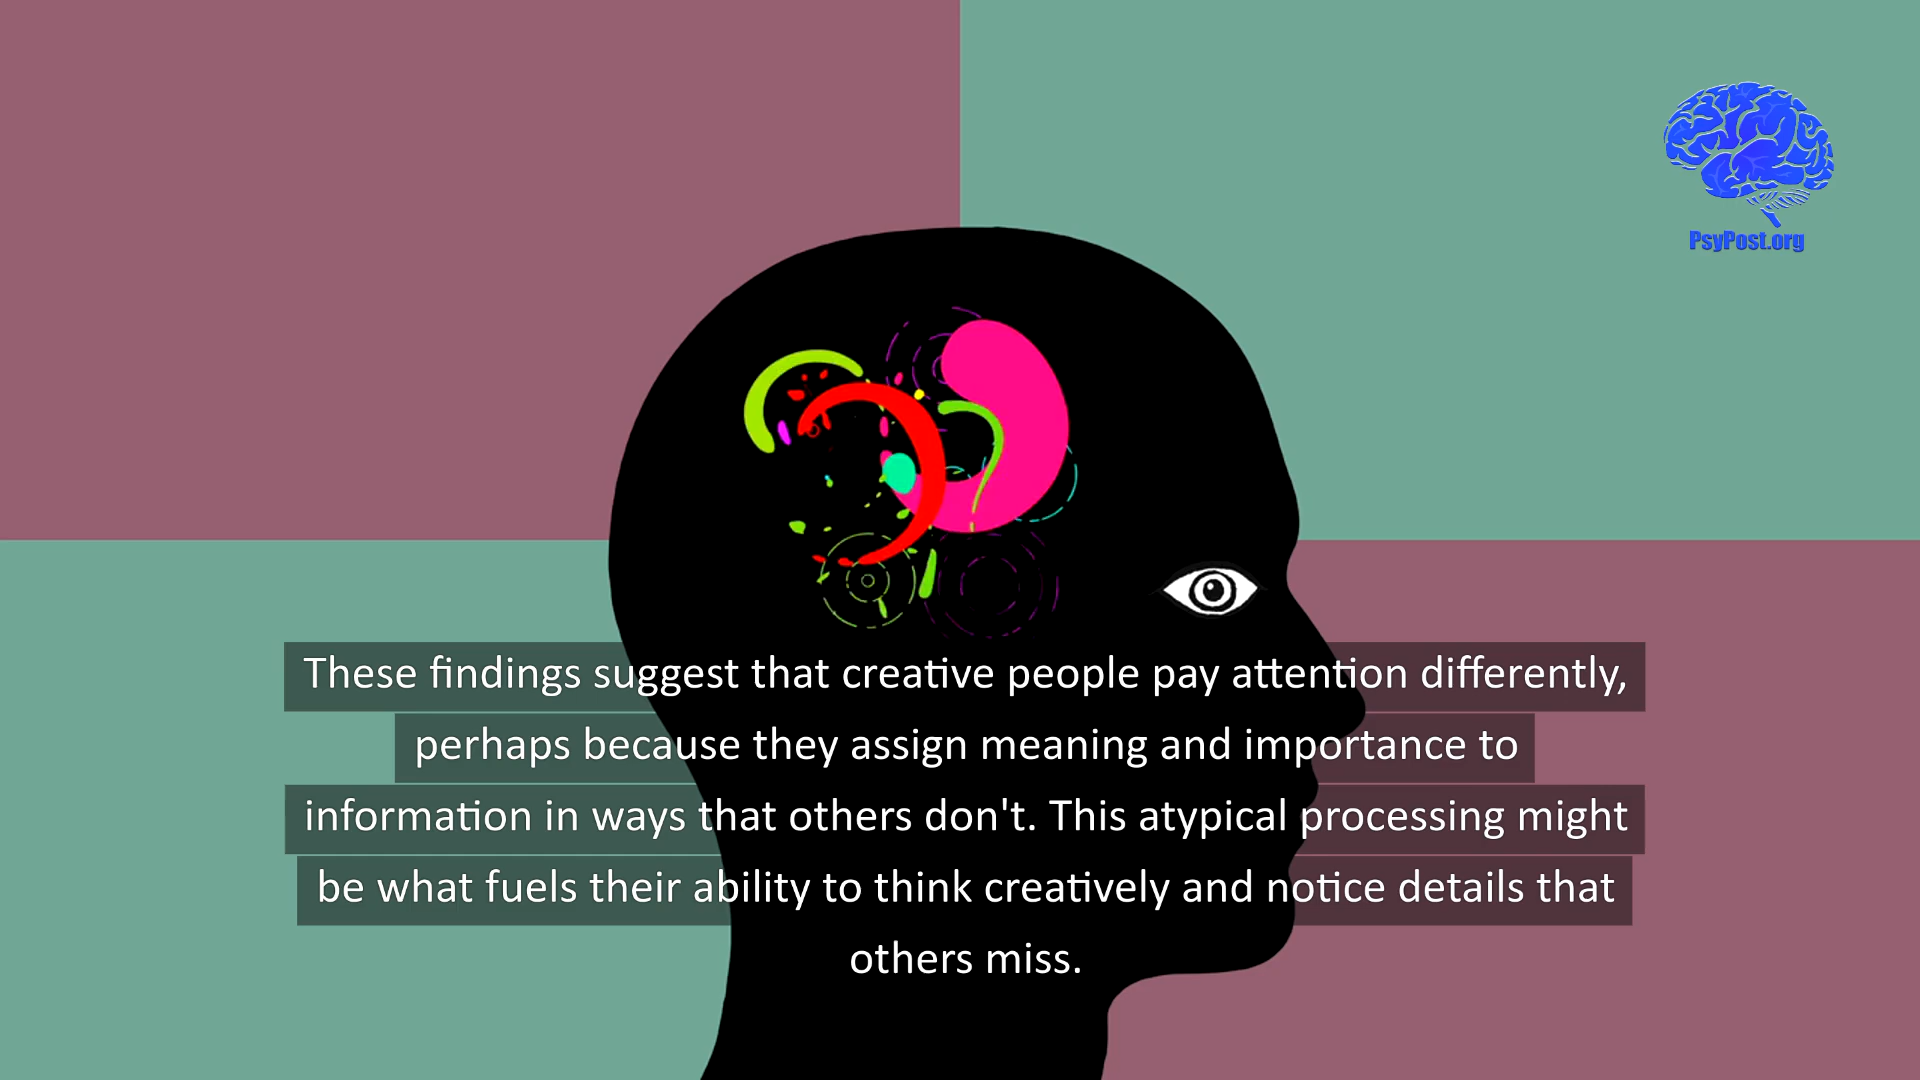 PsyPost.org
These findings suggest that creative people pay attention differently,
perhaps because they assign meaning and importance to
information in ways that others don't. This atypical processing might
be what fuels their ability to think creatively and notice details that
others miss.